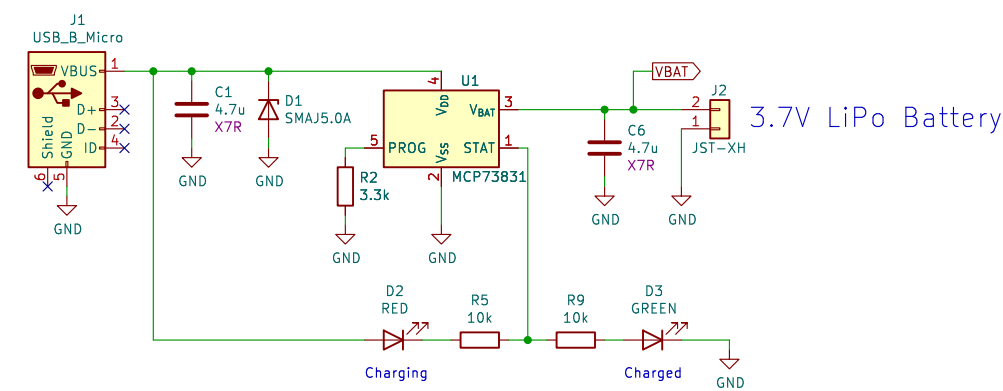 J1
USB_B_Micro
VBUS 1
D+ 3
D- 2
ID 4
Shield
GND
6
5
GND
C1
4.7u
X7R
GND
D1
SMAJ5.0A
GND
U1
4
VDD
VBAT 3
5 PROG
STAT 1
VSS
2
MCP73831
R2
3.3k
GND
GND
VBAT
C6
4.7u
X7R
GND
J2
2
1
JST-XH
GND
3.7V LiPo Battery
D2
RED
Charging
R5
10k
R9
10k
D3
GREEN
Charged
GND